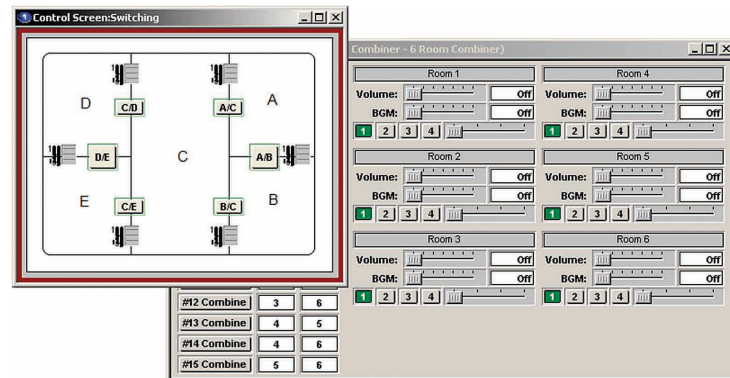 Control Screen:Switching
D
C/D
A/C
A
D/E
C
A/B
E
C/E
B/C
B
Combiner - 6 Room Combiner)
Room 1
Volume: Off
BGM: Off
1 2 3 4
Room 4
Volume: Off
BGM: Off
1 2 3 4
Room 2
Volume: Off
BGM: Off
1 2 3 4
Room 5
Volume: Off
BGM: Off
1 2 3 4
Room 3
Volume: Off
BGM: Off
1 2 3 4
Room 6
Volume: Off
BGM: Off
1 2 3 4
#12 Combine 3 6
#13 Combine 4 5
#14 Combine 4 6
#15 Combine 5 6